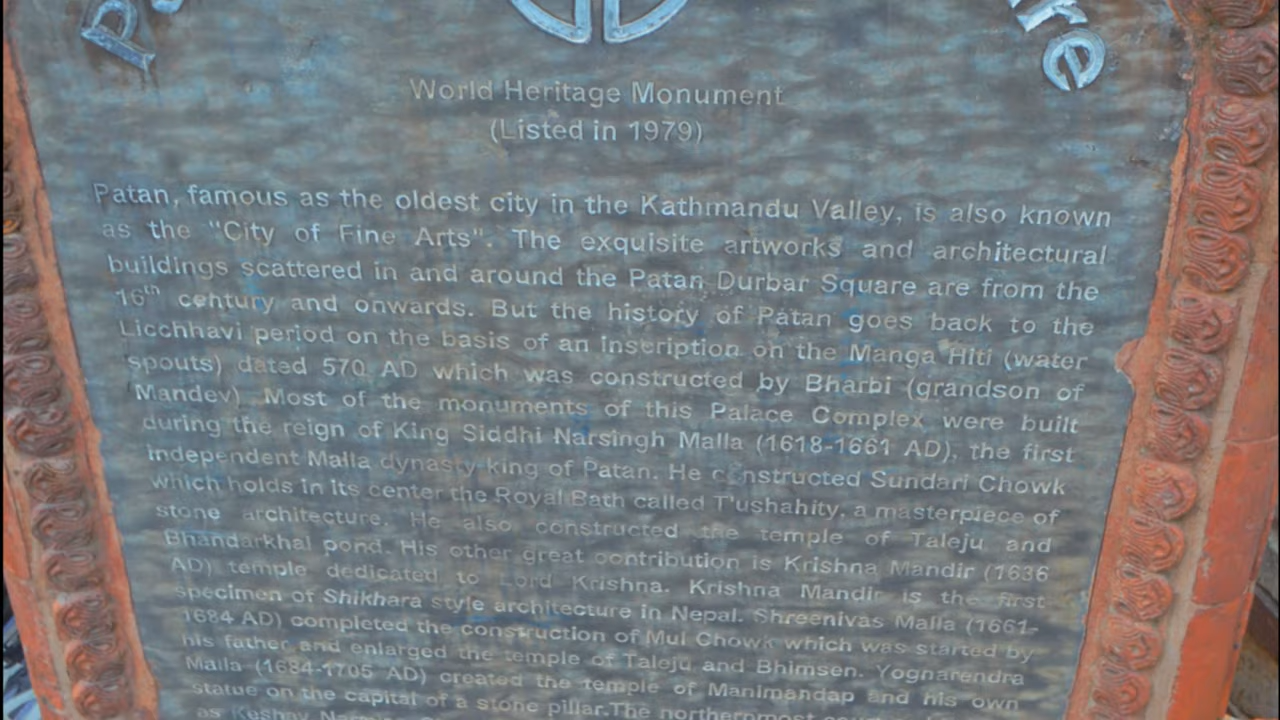 World Heritage Monument
(Listed in 1979)
Patan, famous as the oldest city in the Kathmandu Valley, is also known
as the "City of Fine Arts". The exquisite artworks and architectural
buildings scattered in and around the Patan Durbar Square are from the
16th century and onwards. But the history of Patan goes back to the
Licchhavi period on the basis of an inscription on the Manga Hiti (water
spouts) dated 570 AD which was constructed by Bharbi (grandson of
Mandev). Most of the monuments of this Palace Complex were built
during the reign of King Siddhi Narsingh Malla (1618-1661 AD), the first
independent Malla dynasty king of Patan. He constructed Sundari Chowk
which holds in its center the Royal Bath called T'ushahity, a masterpiece of
stone architecture. He also constructed the temple of Taleju and
Bhandarkhal pond. His other great contribution is Krishna Mandir (1636
AD) temple dedicated to Lord Krishna. Krishna Mandir is the first
specimen of Shikhara style architecture in Nepal. Shreenivas Malla (1661-
1684 AD) completed the construction of Mul Chowk which was started by
his father and enlarged the temple of Taleju and Bhimsen. Yognarendra
Malla (1684-1705 AD) created the temple of Manimandap and his own
statue on the capital of a stone pillar.The northernmost
as Keshav